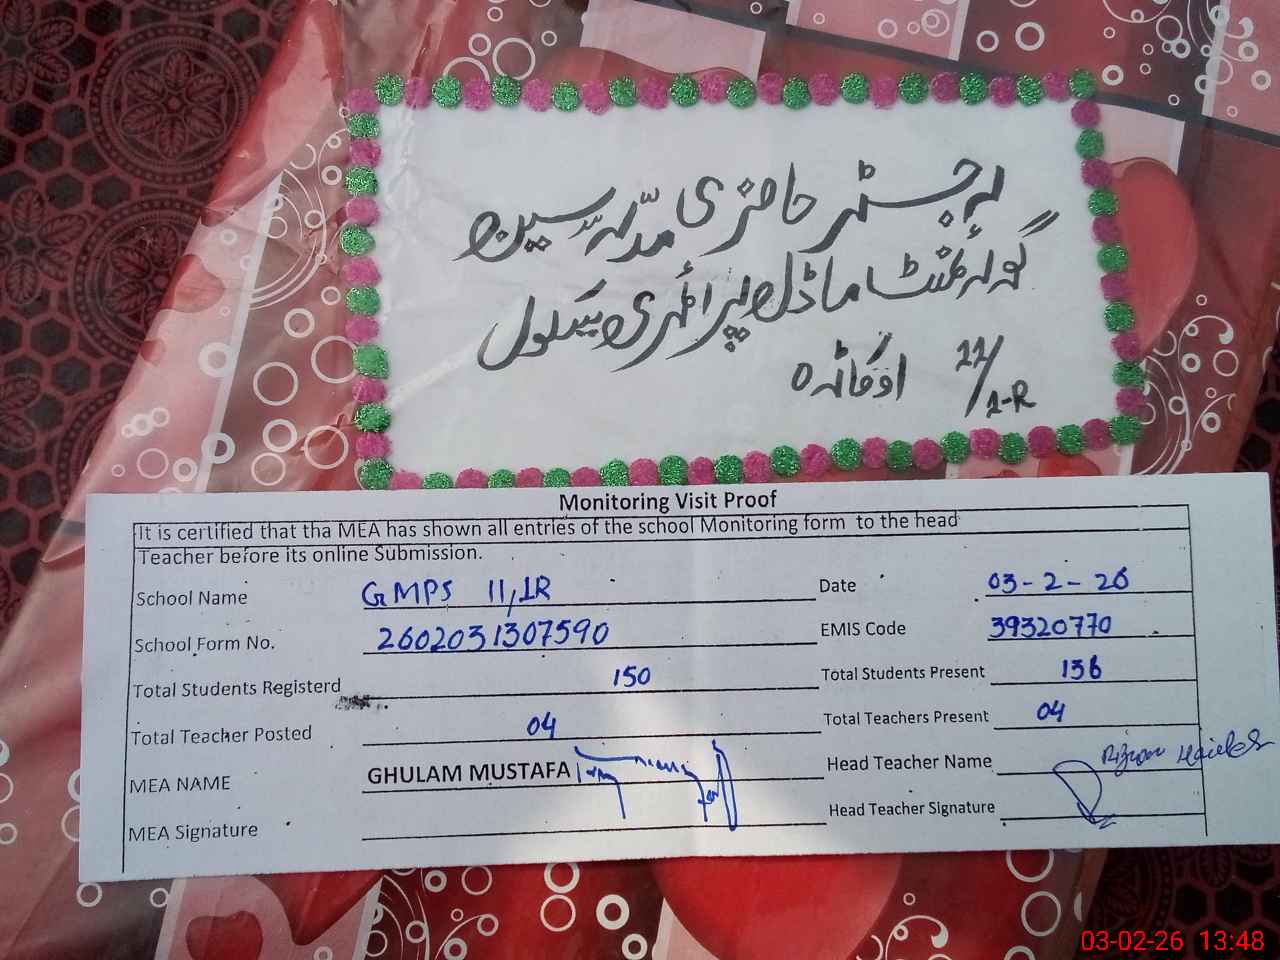 رجسٹر حاضری مدرسین
گورنمنٹ ماڈل پرائمری سکول
11/1-R اوکاڑہ
Monitoring Visit Proof
It is certified that tha MEA has shown all entries of the school Monitoring form to the head
Teacher before its online Submission.
School Name GMPS 11/1R Date 03-2-26
School Form No. 2602031307590 EMIS Code 39320770
Total Students Registerd 150 Total Students Present 136
Total Teacher Posted 04 Total Teachers Present 04
MEA NAME GHULAM MUSTAFA Head Teacher Name Rizwan
MEA Signature Head Teacher Signature
03-02-26 13:48